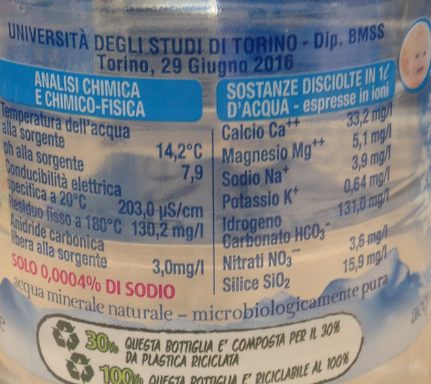 UNIVERSITÀ DEGLI STUDI DI TORINO - Dip. BMSS
Torino, 29 Giugno 2016
ANALISI CHIMICA
E CHIMICO-FISICA
Temperatura dell'acqua
alla sorgente 14,2°C
ph alla sorgente 7,9
Conducibilità elettrica
specifica a 20°C 203,0 µS/cm
Residuo fisso a 180°C 130,2 mg/l
Anidride carbonica
libera alla sorgente 3,0mg/l
SOLO 0,0004% DI SODIO
SOSTANZE DISCIOLTE IN 1ℓ
D'ACQUA - espresse in ioni
Calcio Ca⁺⁺ 33,2 mg/l
Magnesio Mg⁺⁺ 5,1 mg/l
Sodio Na⁺ 3,9 mg/l
Potassio K⁺ 0,64 mg/l
Idrogeno 131,0 mg/l
Carbonato HCO₃⁻
Nitrati NO₃⁻ 3,6 mg/l
Silice SiO₂ 15,9 mg/l
acqua minerale naturale - microbiologicamente pura
30% QUESTA BOTTIGLIA E' COMPOSTA PER IL 30%
DA PLASTICA RICICLATA
100% QUESTA BOTTIGLIA E' RICICLABILE AL 100%